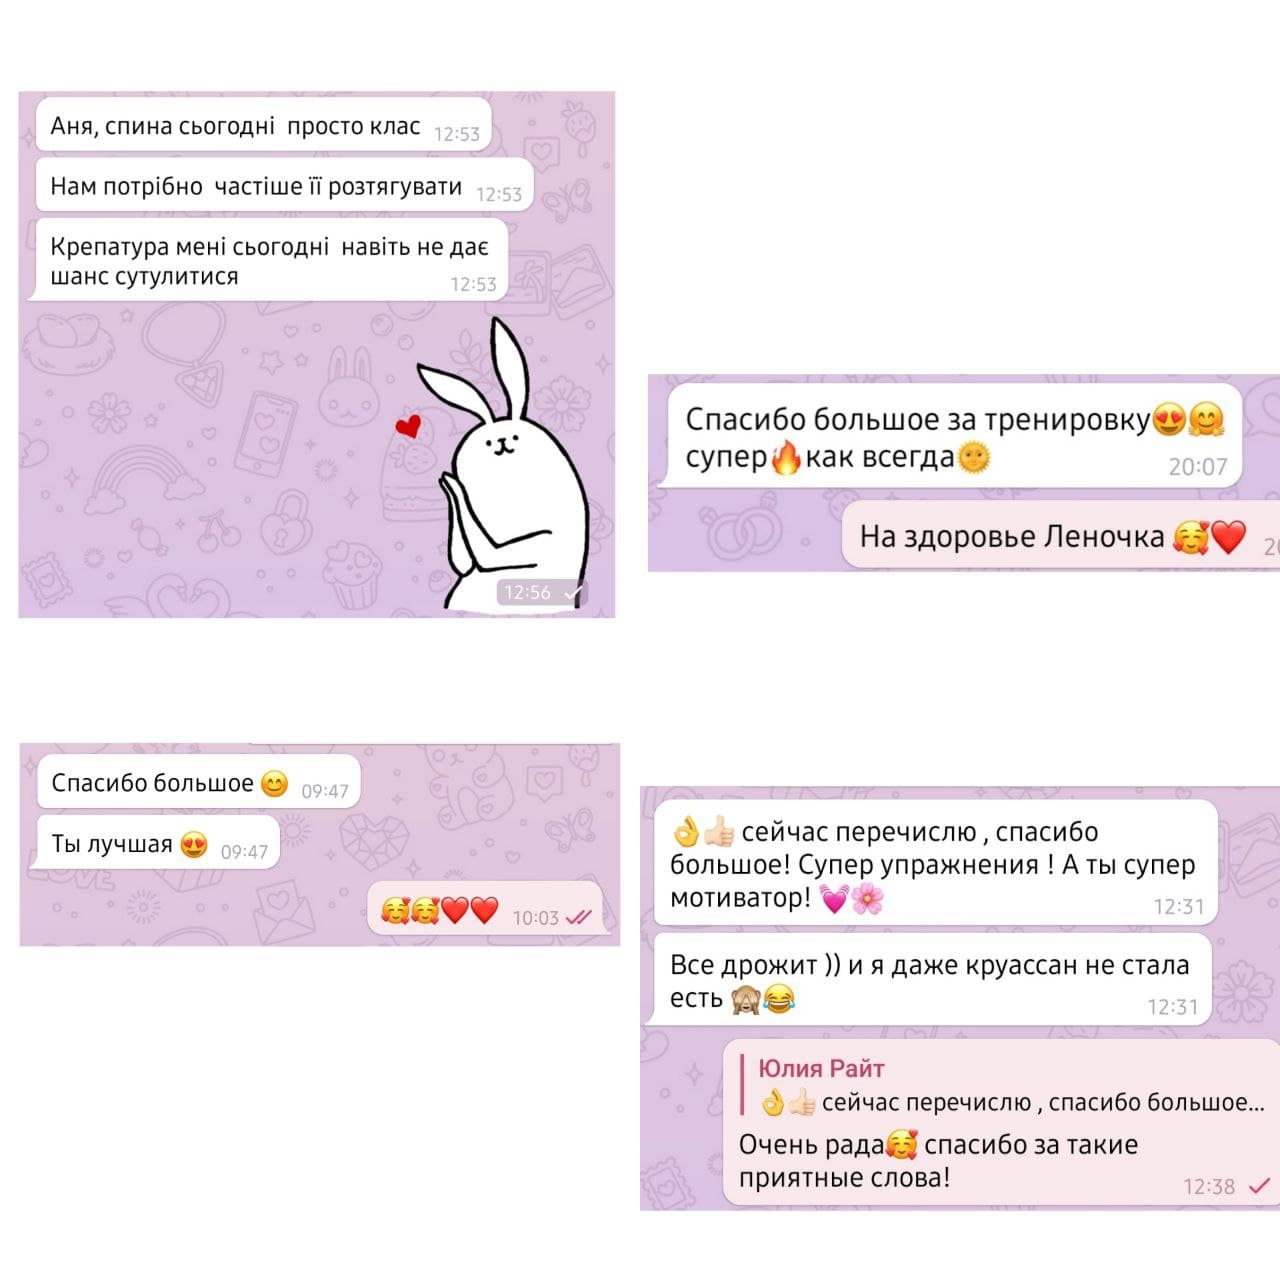 Аня, спина сьогодні просто клас 12:53
Нам потрібно частіше її розтягувати 12:53
Крепатура мені сьогодні навіть не дає
шанс сутулитися 12:53
12:56
Спасибо большое за тренировку😍🤗
супер🔥как всегда🌞 20:07
На здоровье Леночка 🥰❤️
Спасибо большое 😊 09:47
Ты лучшая 😍 09:47
🥰🥰❤️❤️ 10:03
👌👍🏻 сейчас перечислю , спасибо
большое! Супер упражнения ! А ты супер
мотиватор! 💓🌸 12:31
Все дрожит )) и я даже круассан не стала
есть 🙈😂 12:31
Юлия Райт
👌👍🏻 сейчас перечислю , спасибо большое...
Очень рада🥰 спасибо за такие
приятные слова! 12:38